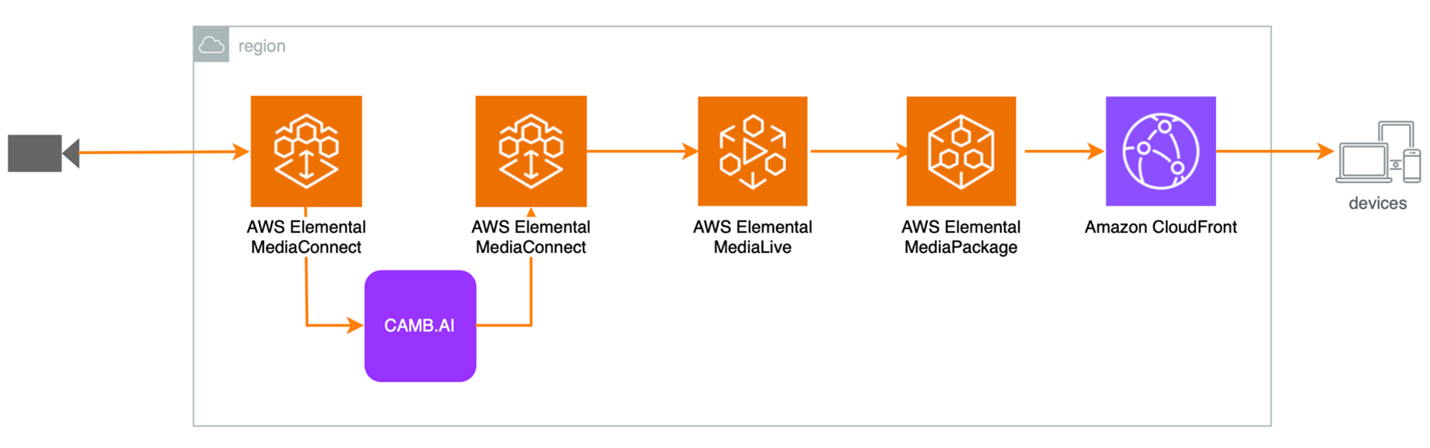 region
AWS Elemental
MediaConnect
AWS Elemental
MediaConnect
AWS Elemental
MediaLive
AWS Elemental
MediaPackage
Amazon CloudFront
devices
CAMB.AI